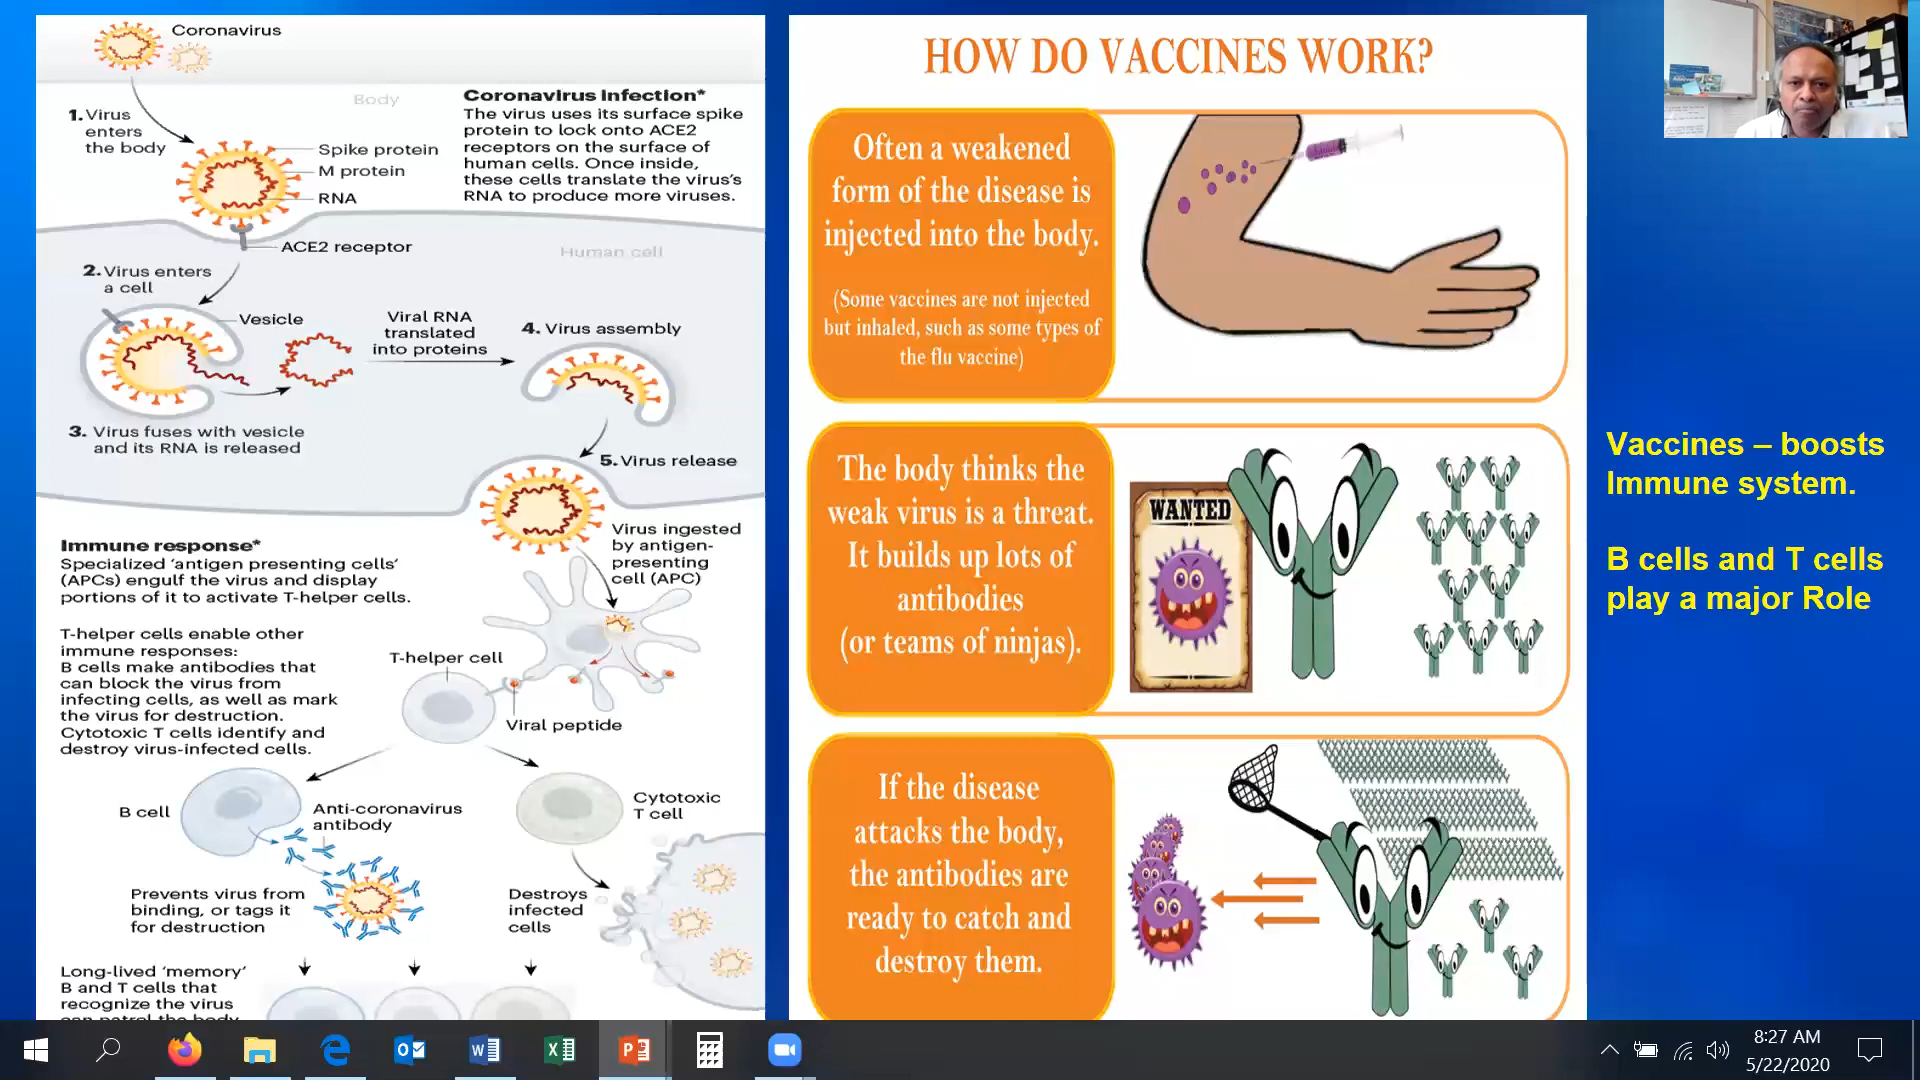 Coronavirus
Body
1. Virus
enters
the body
Spike protein
M protein
RNA
Coronavirus infection*
The virus uses its surface spike
protein to lock onto ACE2
receptors on the surface of
human cells. Once inside,
these cells translate the virus's
RNA to produce more viruses.
ACE2 receptor
Human cell
2. Virus enters
a cell
Vesicle
Viral RNA
translated
into proteins
4. Virus assembly
3. Virus fuses with vesicle
and its RNA is released
5. Virus release
Immune response*
Specialized 'antigen presenting cells'
(APCs) engulf the virus and display
portions of it to activate T-helper cells.
Virus ingested
by antigen-
presenting
cell (APC)
T-helper cells enable other
immune responses:
B cells make antibodies that
can block the virus from
infecting cells, as well as mark
the virus for destruction.
Cytotoxic T cells identify and
destroy virus-infected cells.
T-helper cell
Viral peptide
B cell
Anti-coronavirus
antibody
Cytotoxic
T cell
Prevents virus from
binding, or tags it
for destruction
Destroys
infected
cells
Long-lived 'memory'
B and T cells that
recognize the virus
can patrol the body
HOW DO VACCINES WORK?
Often a weakened
form of the disease is
injected into the body.
(Some vaccines are not injected
but inhaled, such as some types of
the flu vaccine)
The body thinks the
weak virus is a threat.
It builds up lots of
antibodies
(or teams of ninjas).
WANTED
If the disease
attacks the body,
the antibodies are
ready to catch and
destroy them.
Vaccines – boosts
Immune system.
B cells and T cells
play a major Role
8:27 AM
5/22/2020